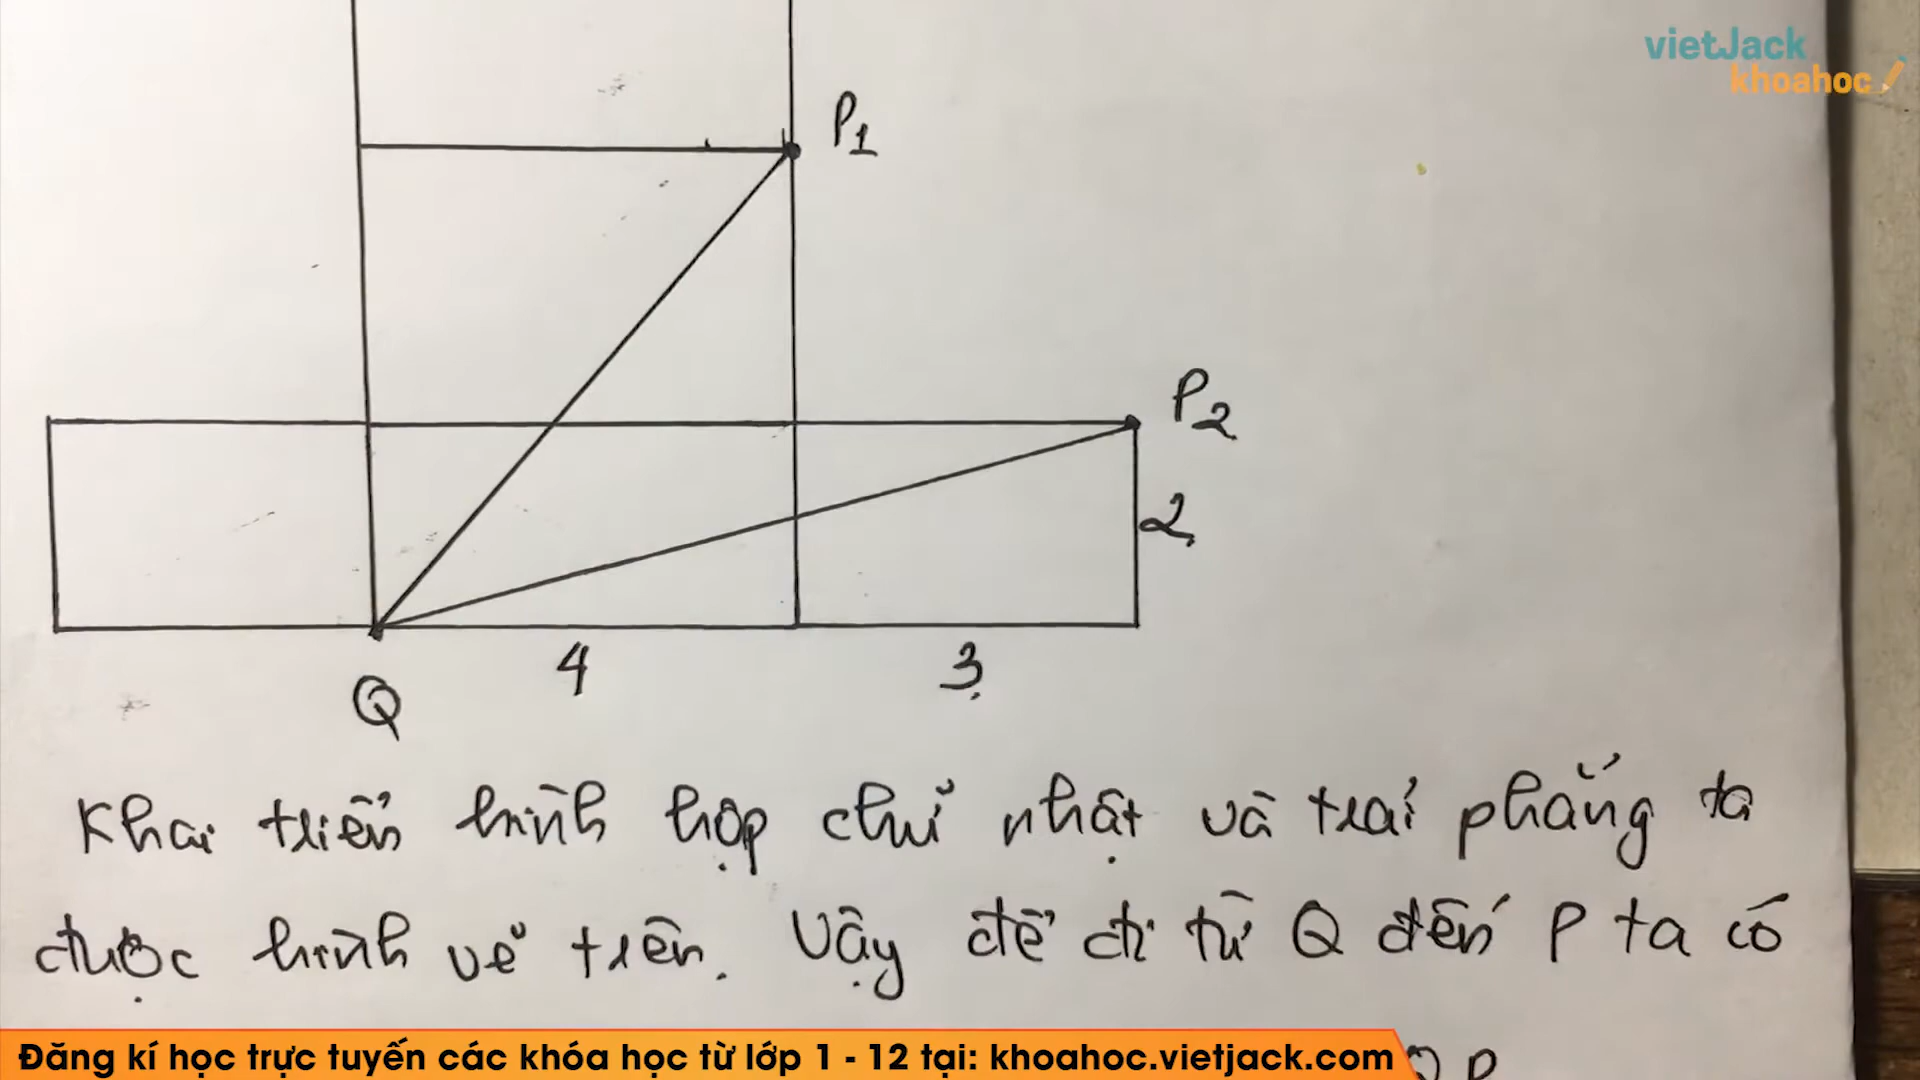 vietJack
khoahoc
P1
P2
2
Q
4
3
Khai triển hình hộp chữ nhật và trải phẳng ta
được hình vẽ trên. Vậy để đi từ Q đến P ta có
Đăng kí học trực tuyến các khóa học từ lớp 1 - 12 tại: khoahoc.vietjack.com